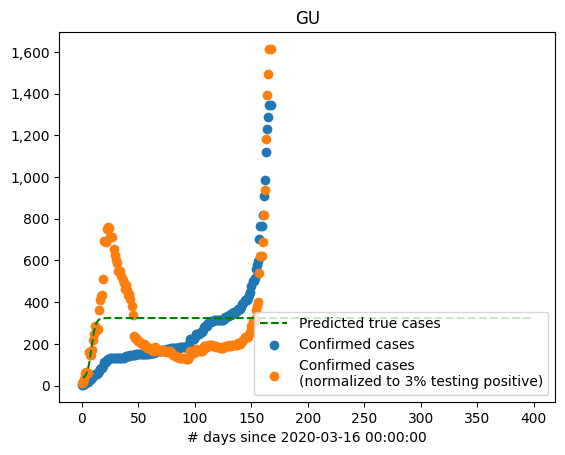 GU
1,600
1,400
1,200
1,000
800
600
400
200
0
Predicted true cases
Confirmed cases
Confirmed cases
(normalized to 3% testing positive)
0 50 100 150 200 250 300 350 400
# days since 2020-03-16 00:00:00